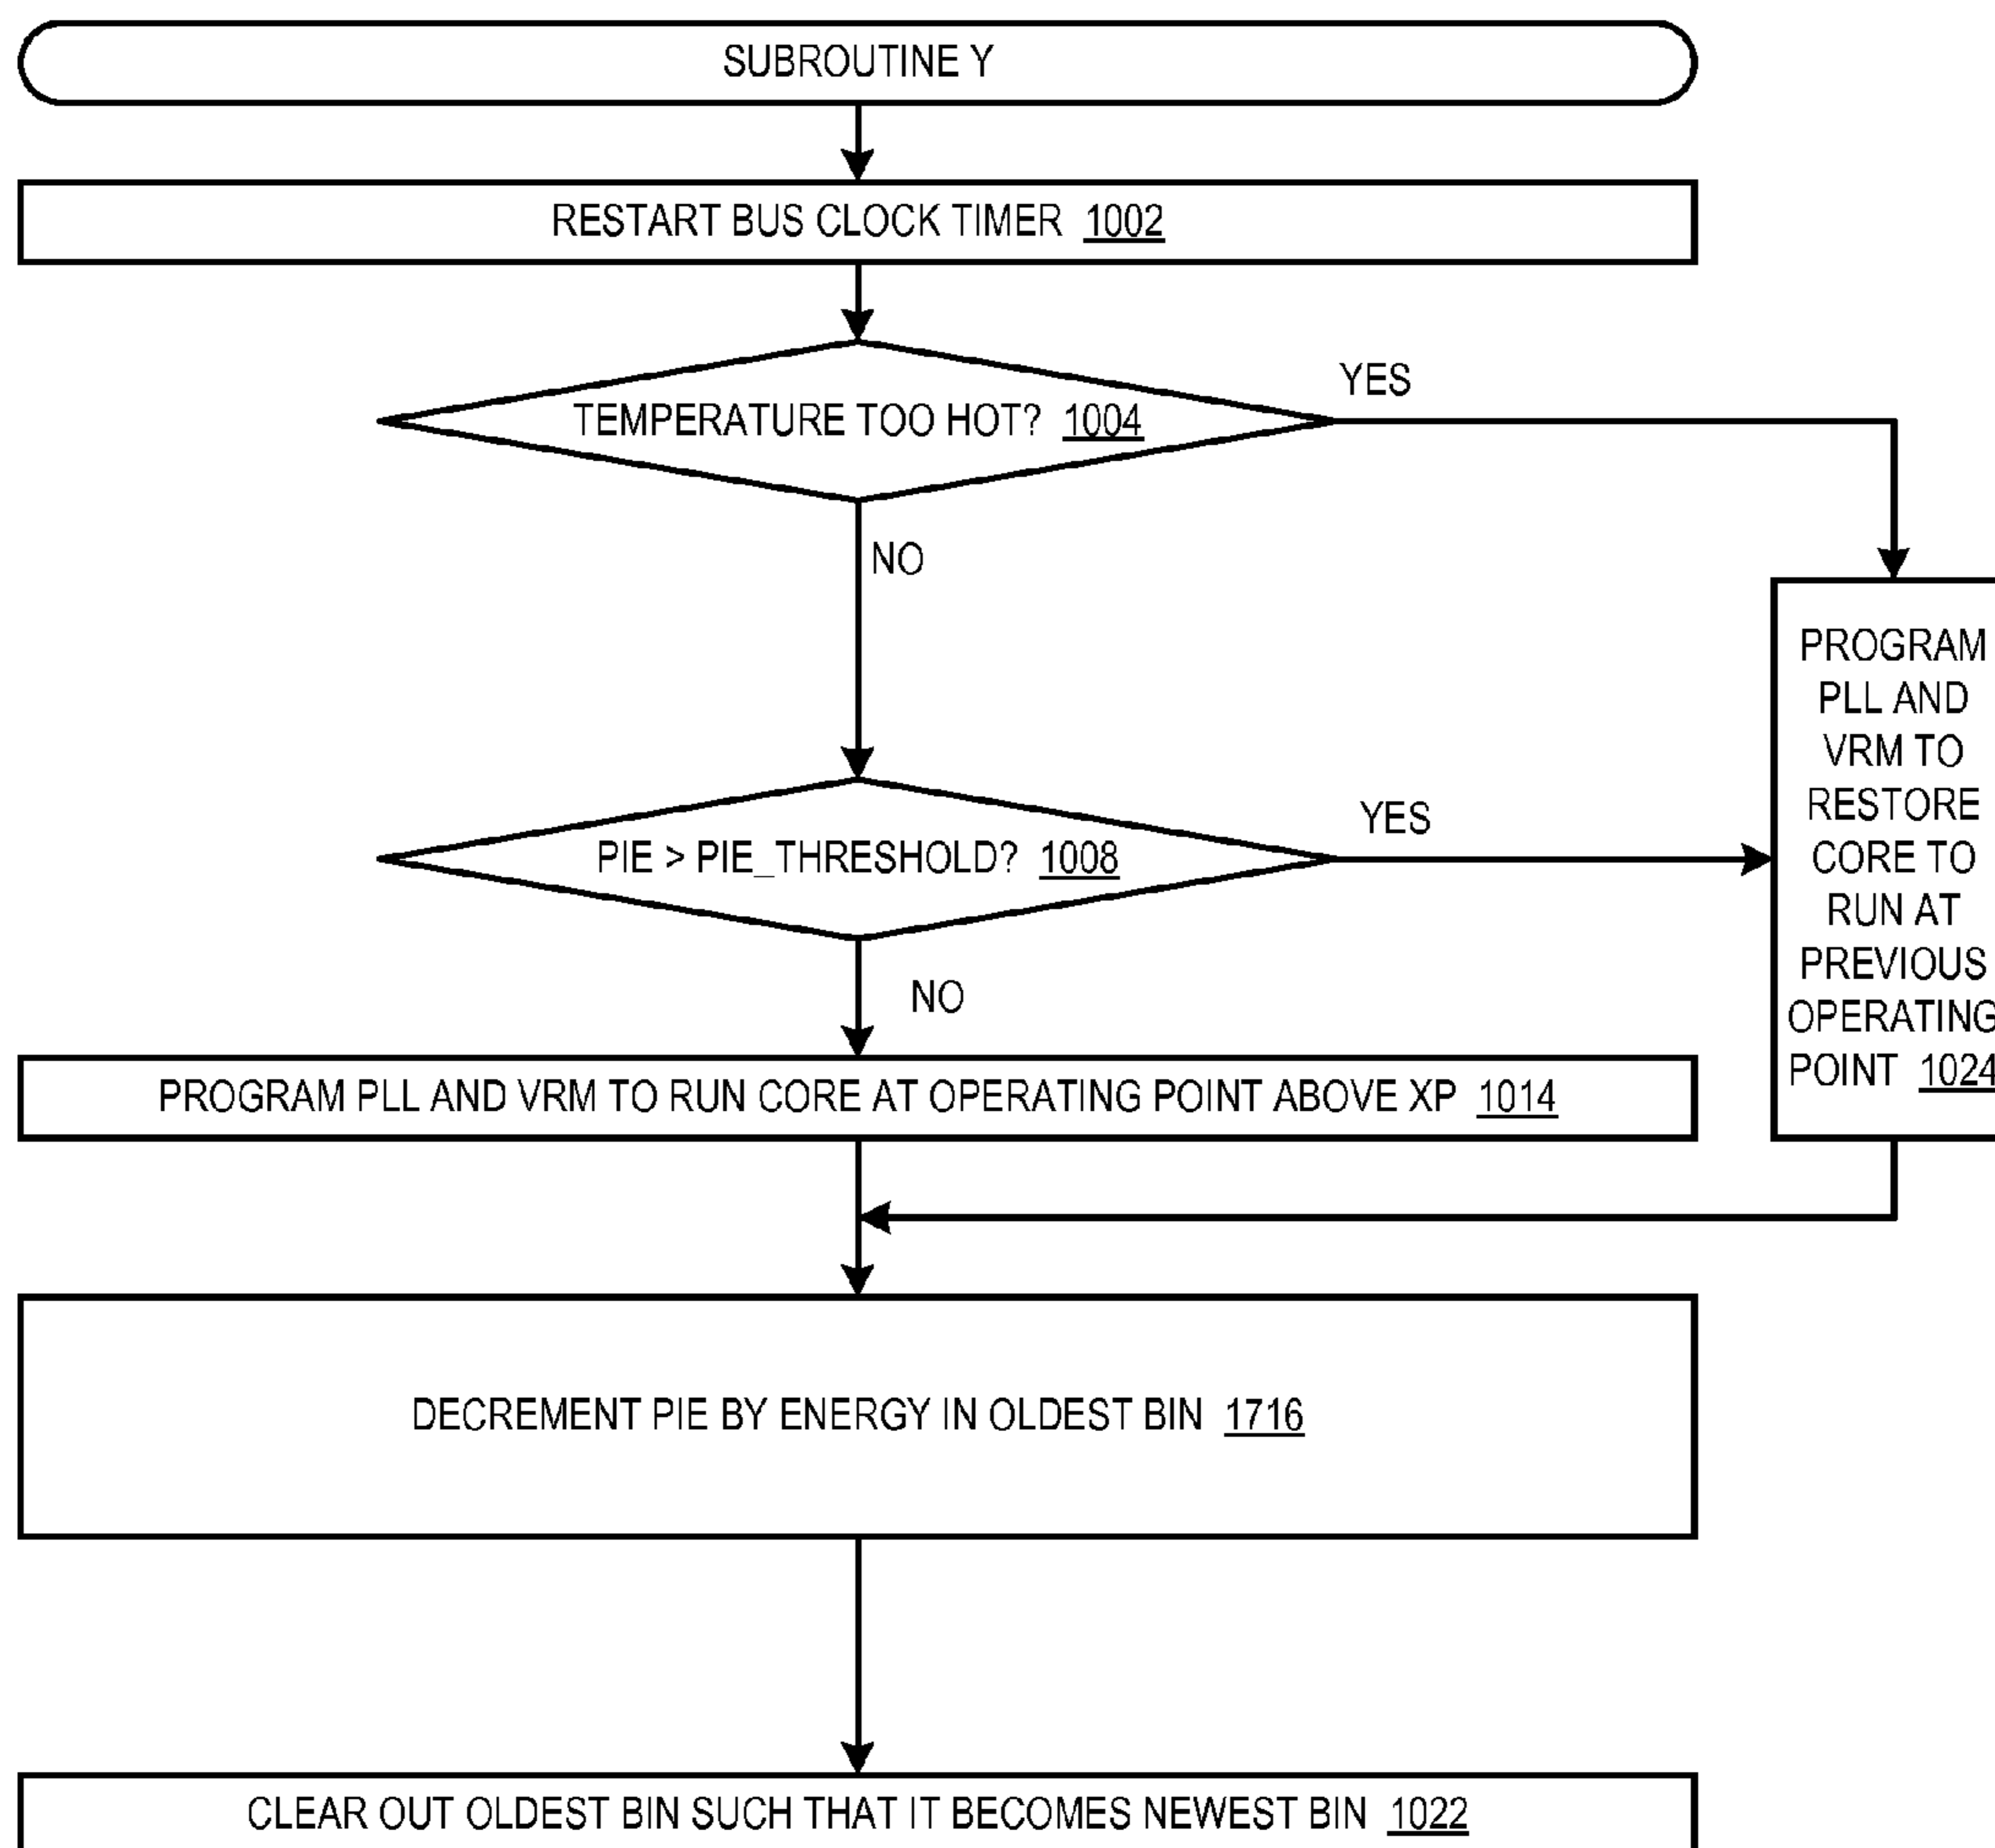 SUBROUTINE Y
RESTART BUS CLOCK TIMER 1002
TEMPERATURE TOO HOT? 1004
YES
NO
PROGRAM
PLL AND
VRM TO
RESTORE
CORE TO
RUN AT
PREVIOUS
OPERATING
POINT 1024
PIE > PIE_THRESHOLD? 1008
YES
NO
PROGRAM PLL AND VRM TO RUN CORE AT OPERATING POINT ABOVE XP 1014
DECREMENT PIE BY ENERGY IN OLDEST BIN 1716
CLEAR OUT OLDEST BIN SUCH THAT IT BECOMES NEWEST BIN 1022